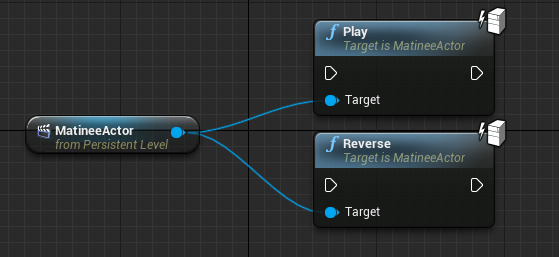 Play
Target is MatineeActor
Target
MatineeActor
from Persistent Level
Reverse
Target is MatineeActor
Target